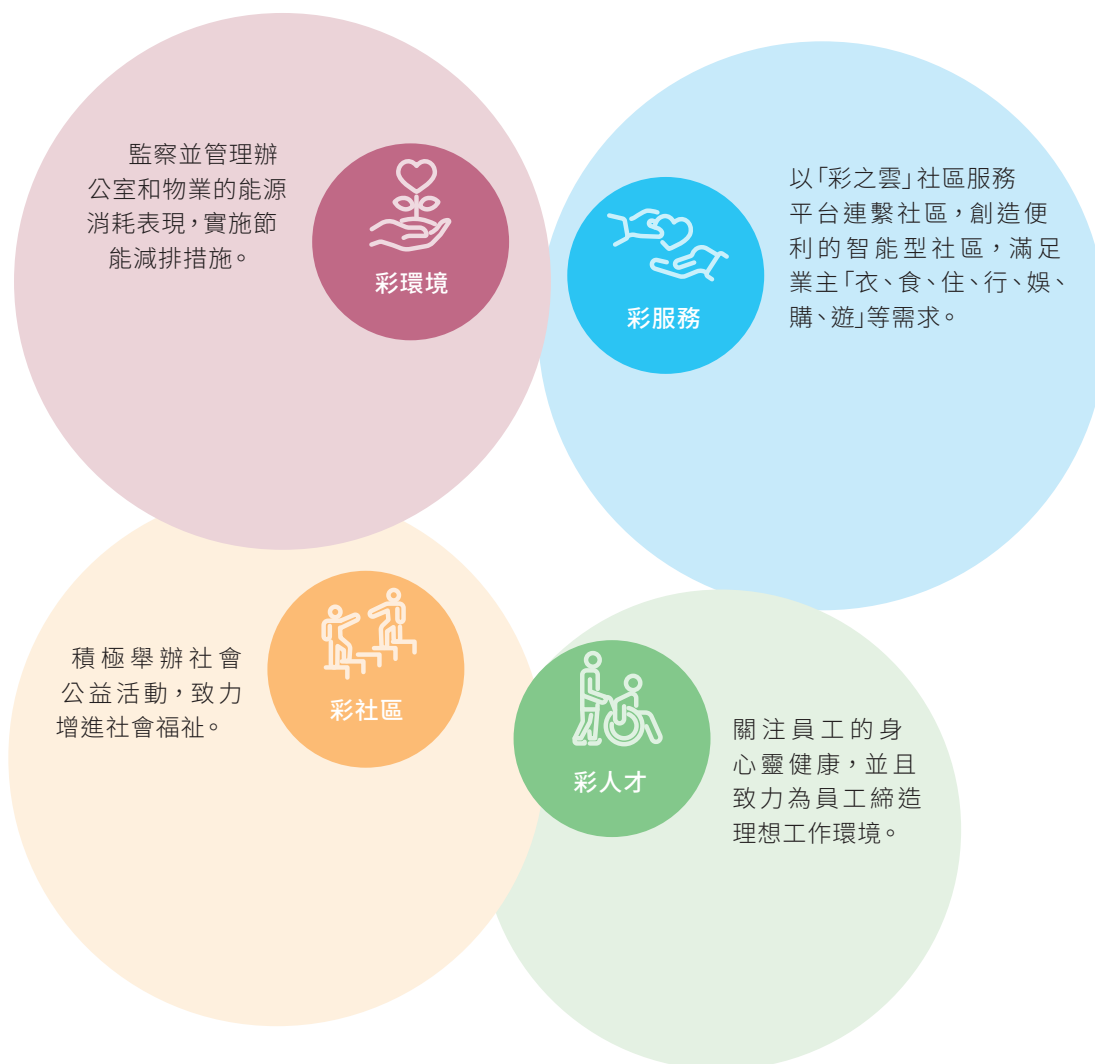 監察並管理辦
公室和物業的能源
消耗表現，實施節
能減排措施。
彩環境
以「彩之雲」社區服務
平台連繫社區，創造便
利的智能型社區，滿足
業主「衣、食、住、行、娛、
購、遊」等需求。
彩服務
積極舉辦社會
公益活動，致力
增進社會福祉。
彩社區
關注員工的身
心靈健康，並且
致力為員工締造
理想工作環境。
彩人才